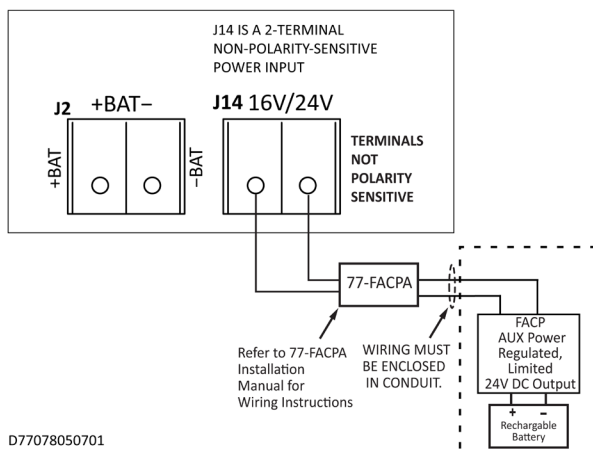 J14 IS A 2-TERMINAL
NON-POLARITY-SENSITIVE
POWER INPUT
J2 +BAT−
J14 16V/24V
+BAT
−BAT
TERMINALS
NOT
POLARITY
SENSITIVE
77-FACPA
Refer to 77-FACPA
Installation
Manual for
Wiring Instructions
WIRING MUST
BE ENCLOSED
IN CONDUIT.
FACP
AUX Power
Regulated,
Limited
24V DC Output
+ −
Rechargable
Battery
D77078050701